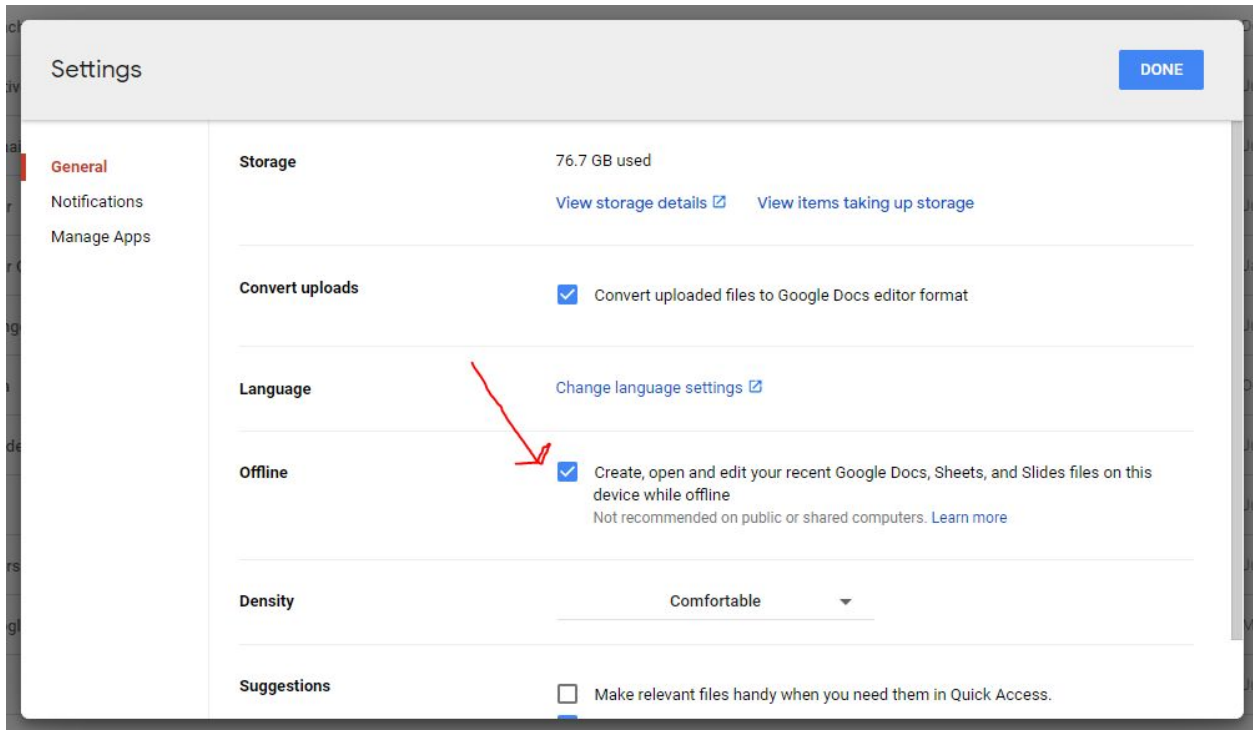 Settings
DONE
General
Notifications
Manage Apps
Storage
76.7 GB used
View storage details
View items taking up storage
Convert uploads
Convert uploaded files to Google Docs editor format
Language
Change language settings
Offline
Create, open and edit your recent Google Docs, Sheets, and Slides files on this
device while offline
Not recommended on public or shared computers. Learn more
Density
Comfortable
Suggestions
Make relevant files handy when you need them in Quick Access.